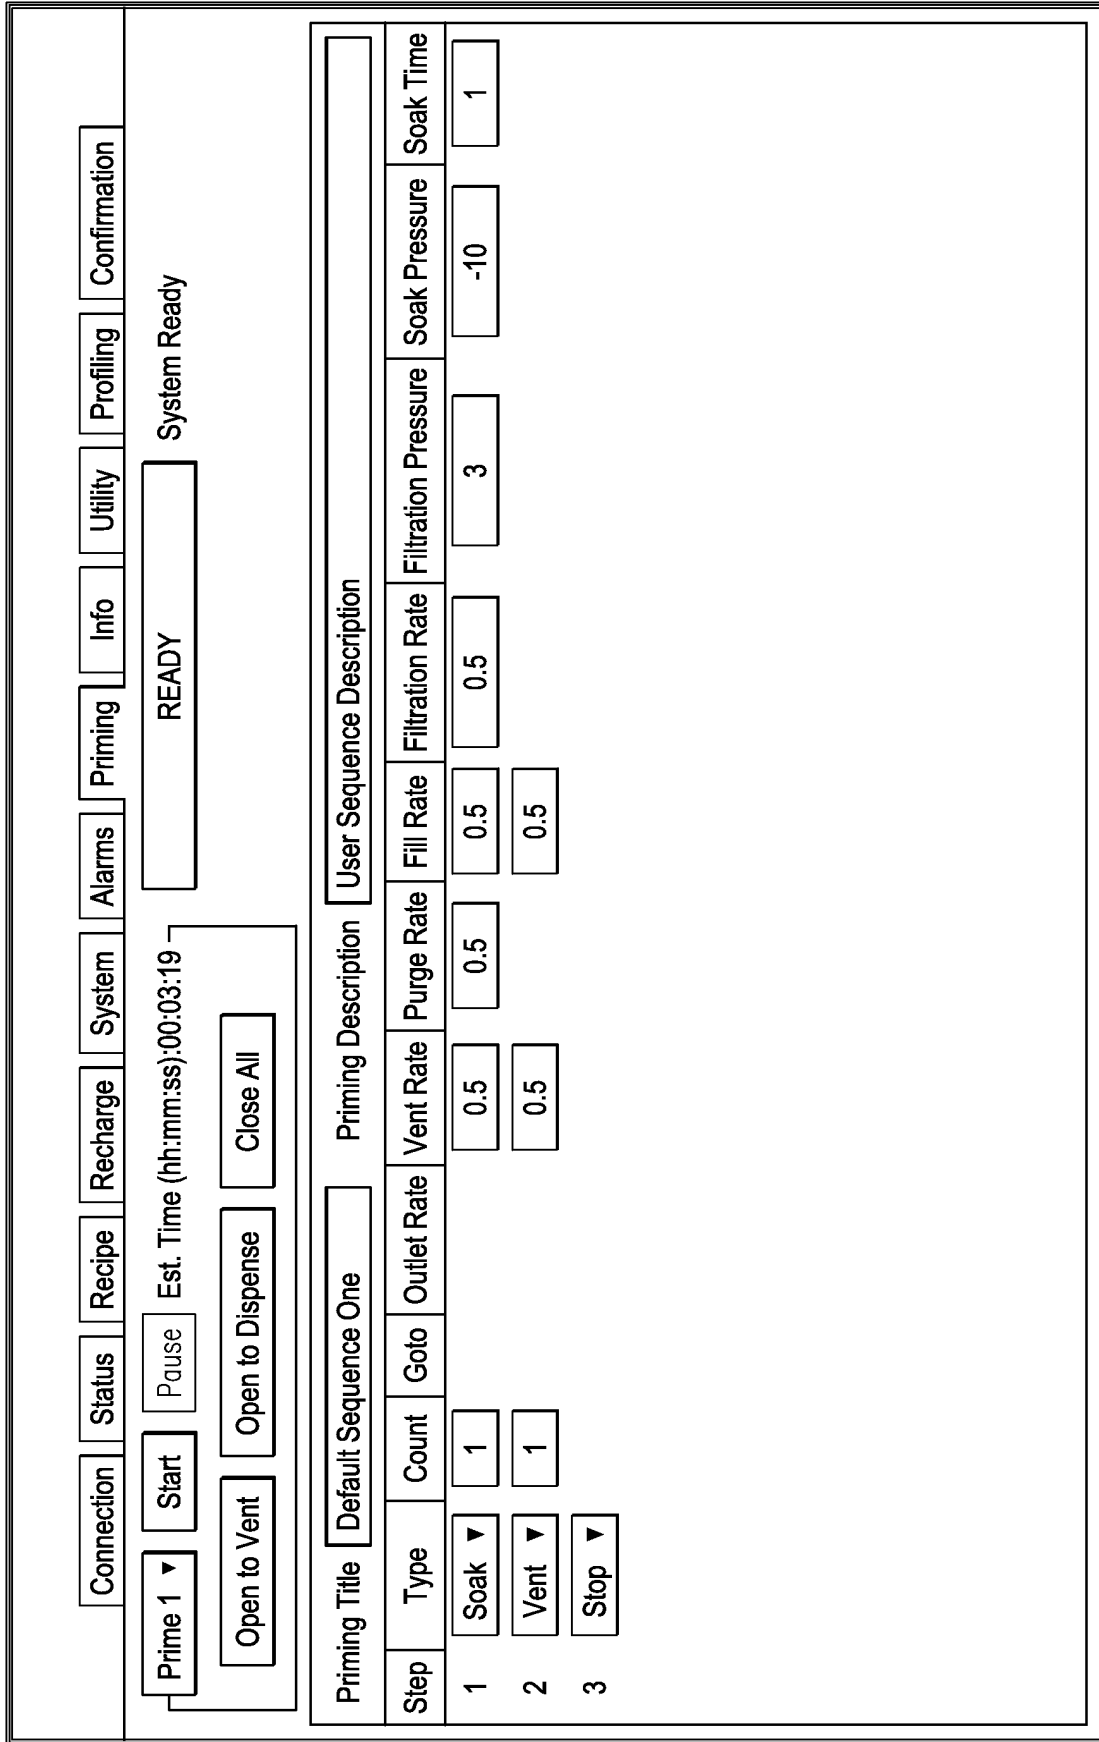 Connection Status Recipe Recharge System Alarms Priming Info Utility Profiling Confirmation
Prime 1 ▼ Start Pause Est. Time (hh:mm:ss):00:03:19 READY System Ready
Open to Vent Open to Dispense Close All
Priming Title Default Sequence One Priming Description User Sequence Description
Step Type Count Goto Outlet Rate Vent Rate Purge Rate Fill Rate Filtration Rate Filtration Pressure Soak Pressure Soak Time
1 Soak ▼ 1 0.5 0.5 0.5 0.5 3 -10 1
2 Vent ▼ 1 0.5 0.5
3 Stop ▼